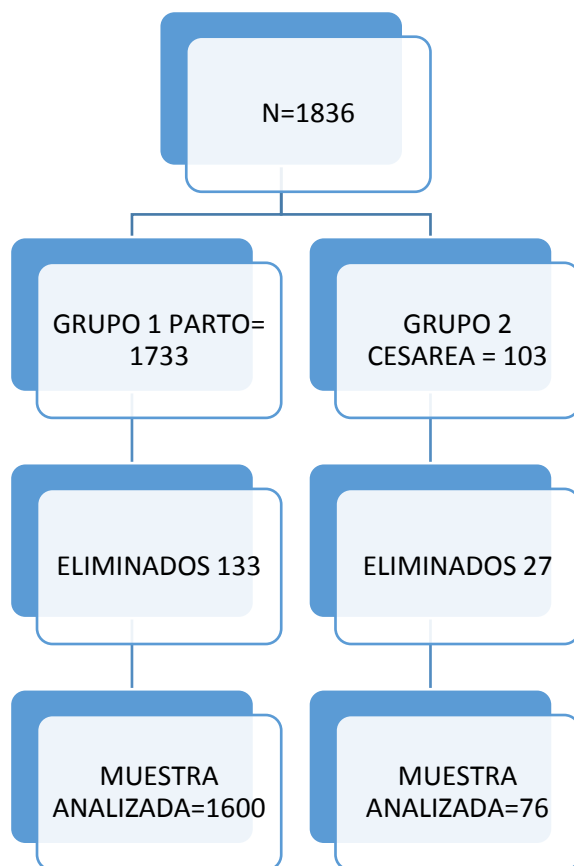 N=1836
GRUPO 1 PARTO=
1733
GRUPO 2
CESAREA = 103
ELIMINADOS 133
ELIMINADOS 27
MUESTRA
ANALIZADA=1600
MUESTRA
ANALIZADA=76